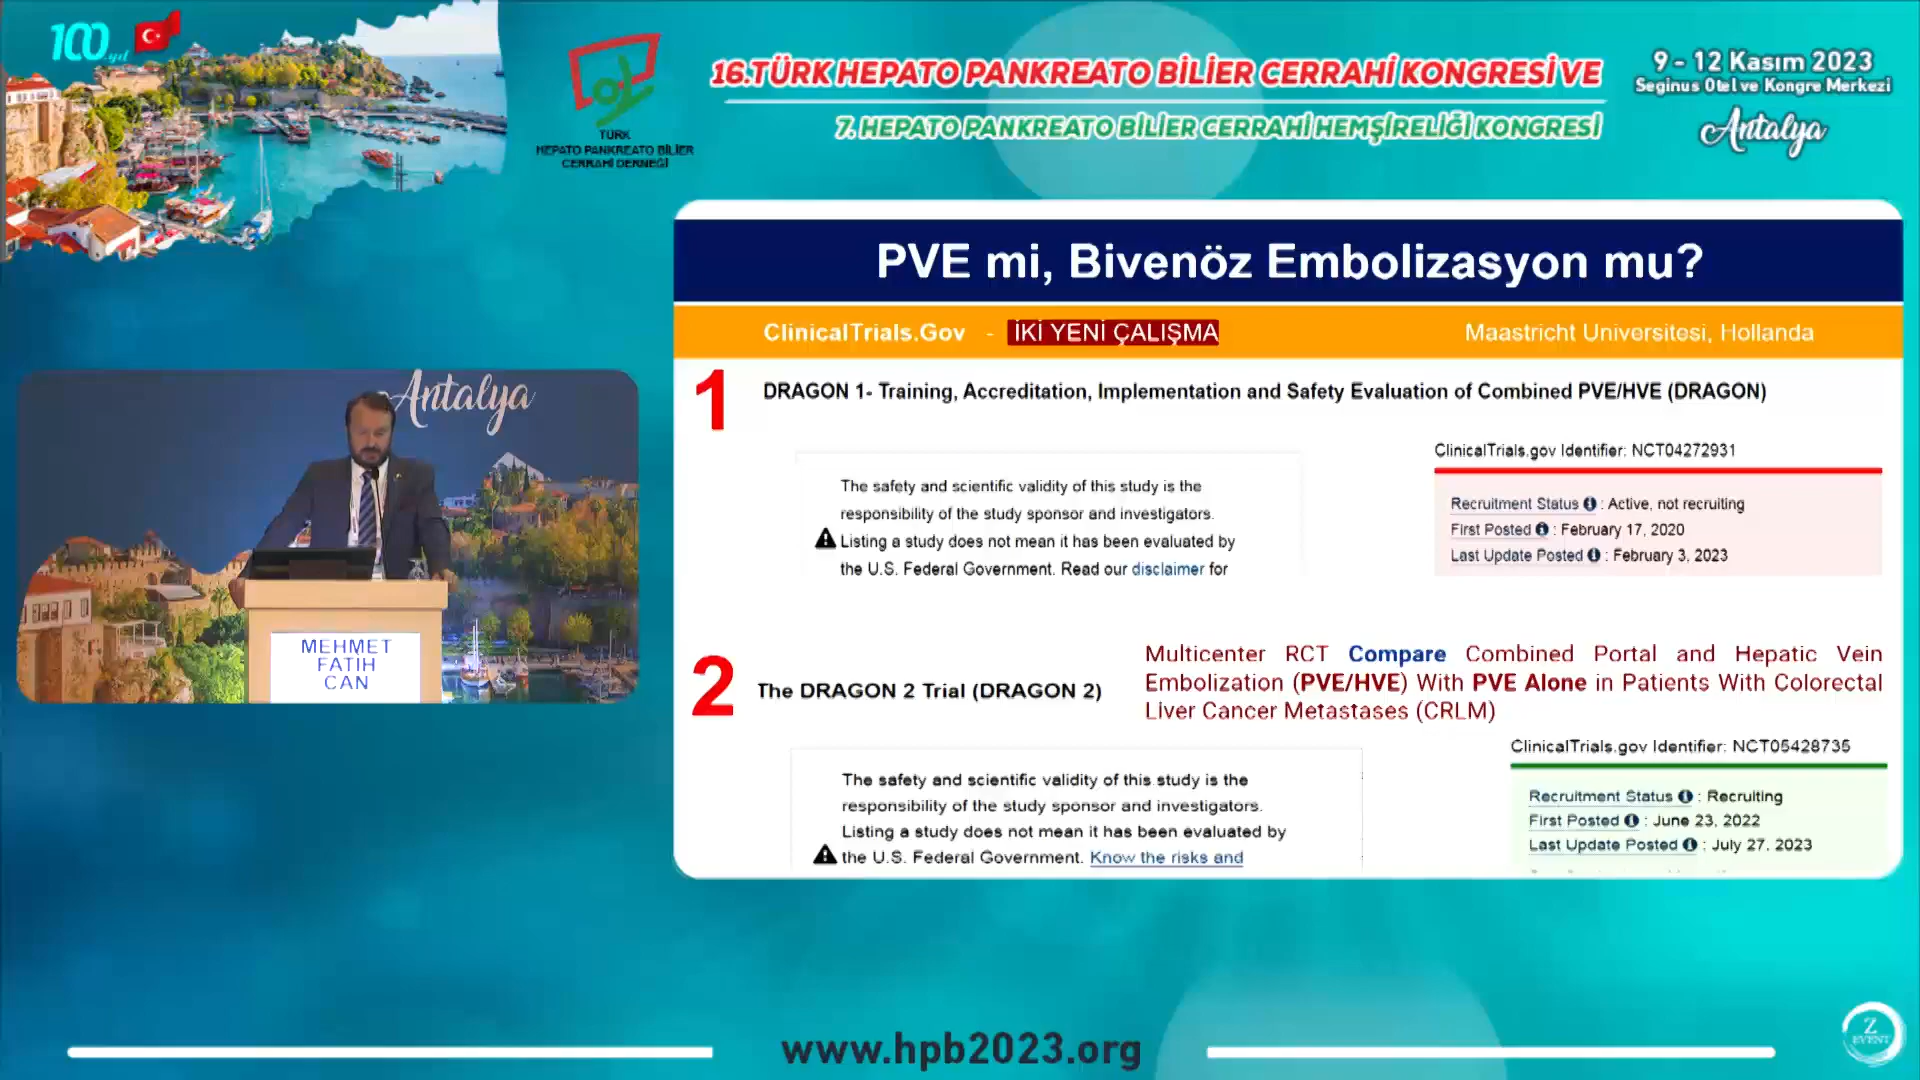 100.yıl
TÜRK
HEPATO PANKREATO BİLİER
CERRAHİ DERNEĞİ
16.TÜRK HEPATO PANKREATO BİLİER CERRAHİ KONGRESİ VE
7. HEPATO PANKREATO BİLİER CERRAHİ HEMŞİRELİĞİ KONGRESİ
9 - 12 Kasım 2023
Seginus Otel ve Kongre Merkezi
Antalya
Antalya
MEHMET
FATIH
CAN
PVE mi, Bivenöz Embolizasyon mu?
ClinicalTrials.Gov - İKİ YENİ ÇALIŞMA Maastricht Universitesi, Hollanda
1
DRAGON 1- Training, Accreditation, Implementation and Safety Evaluation of Combined PVE/HVE (DRAGON)
The safety and scientific validity of this study is the
responsibility of the study sponsor and investigators.
Listing a study does not mean it has been evaluated by
the U.S. Federal Government. Read our disclaimer for
ClinicalTrials.gov Identifier: NCT04272931
Recruitment Status : Active, not recruiting
First Posted : February 17, 2020
Last Update Posted : February 3, 2023
2
The DRAGON 2 Trial (DRAGON 2)
Multicenter RCT Compare Combined Portal and Hepatic Vein
Embolization (PVE/HVE) With PVE Alone in Patients With Colorectal
Liver Cancer Metastases (CRLM)
The safety and scientific validity of this study is the
responsibility of the study sponsor and investigators.
Listing a study does not mean it has been evaluated by
the U.S. Federal Government. Know the risks and
ClinicalTrials.gov Identifier: NCT05428735
Recruitment Status : Recruiting
First Posted : June 23, 2022
Last Update Posted : July 27, 2023
www.hpb2023.org
Z
EVENT